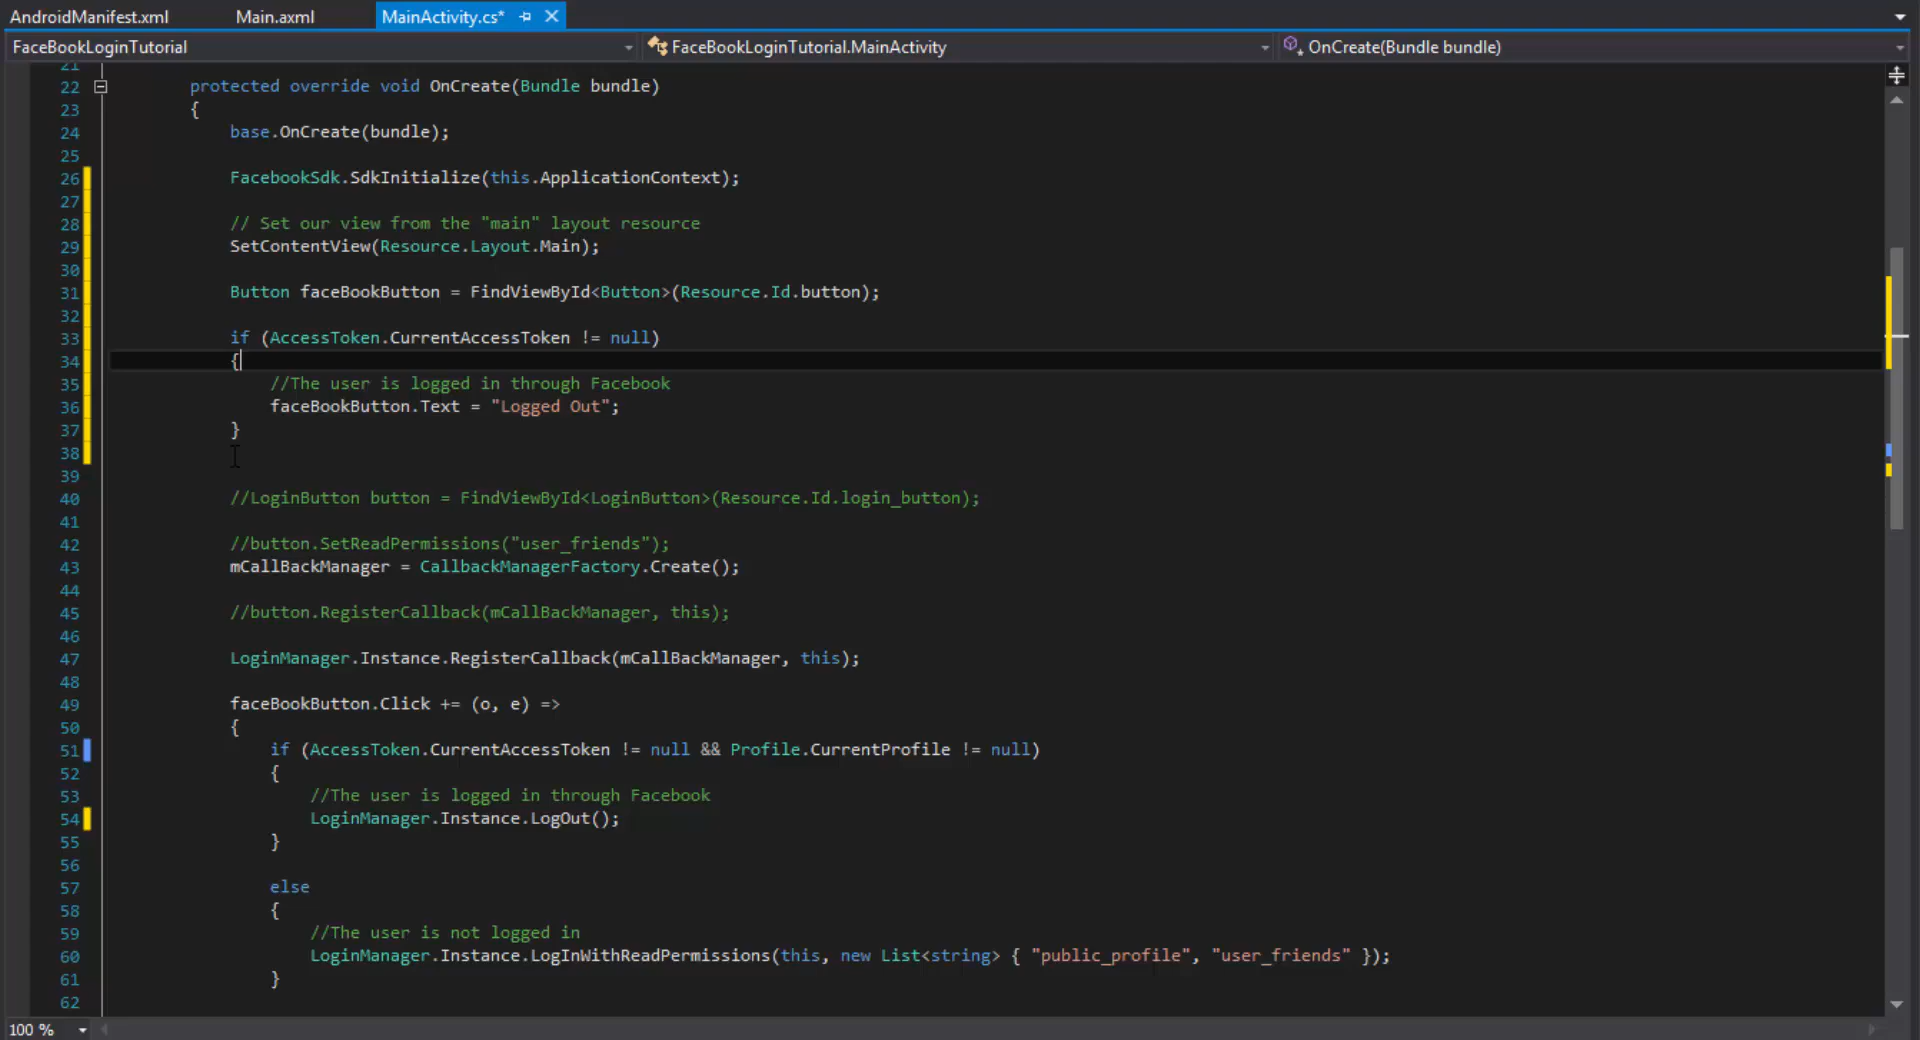 AndroidManifest.xml Main.axml MainActivity.cs*
FaceBookLoginTutorial FaceBookLoginTutorial.MainActivity OnCreate(Bundle bundle)
21
22 protected override void OnCreate(Bundle bundle)
23 {
24 base.OnCreate(bundle);
25
26 FacebookSdk.SdkInitialize(this.ApplicationContext);
27
28 // Set our view from the "main" layout resource
29 SetContentView(Resource.Layout.Main);
30
31 Button faceBookButton = FindViewById<Button>(Resource.Id.button);
32
33 if (AccessToken.CurrentAccessToken != null)
34 {
35 //The user is logged in through Facebook
36 faceBookButton.Text = "Logged Out";
37 }
38
39
40 //LoginButton button = FindViewById<LoginButton>(Resource.Id.login_button);
41
42 //button.SetReadPermissions("user_friends");
43 mCallBackManager = CallbackManagerFactory.Create();
44
45 //button.RegisterCallback(mCallBackManager, this);
46
47 LoginManager.Instance.RegisterCallback(mCallBackManager, this);
48
49 faceBookButton.Click += (o, e) =>
50 {
51 if (AccessToken.CurrentAccessToken != null && Profile.CurrentProfile != null)
52 {
53 //The user is logged in through Facebook
54 LoginManager.Instance.LogOut();
55 }
56
57 else
58 {
59 //The user is not logged in
60 LoginManager.Instance.LogInWithReadPermissions(this, new List<string> { "public_profile", "user_friends" });
61 }
62
100 %